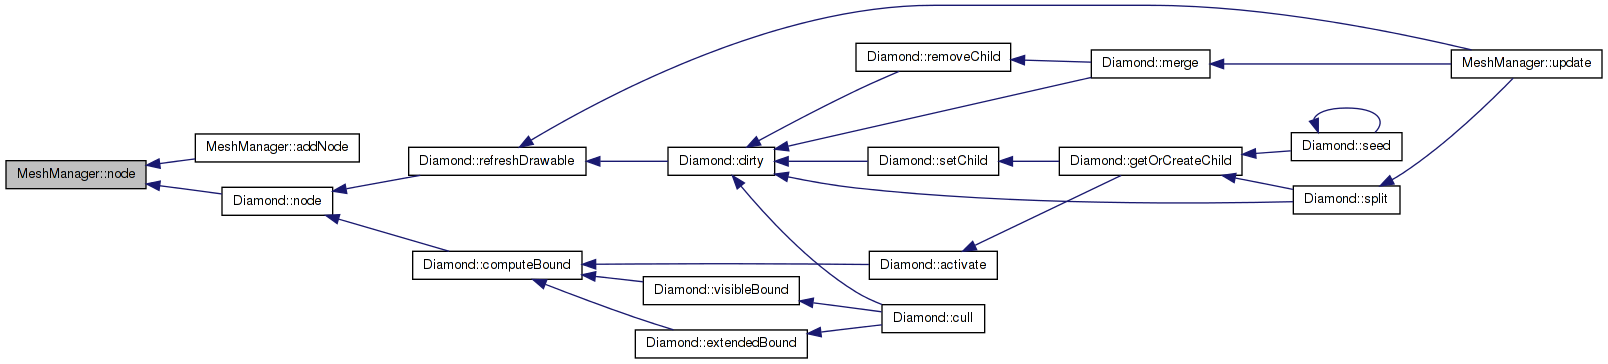 MeshManager::node
MeshManager::addNode
Diamond::node
Diamond::refreshDrawable
Diamond::computeBound
Diamond::dirty
Diamond::visibleBound
Diamond::extendedBound
Diamond::removeChild
Diamond::setChild
Diamond::activate
Diamond::cull
Diamond::merge
Diamond::getOrCreateChild
Diamond::seed
Diamond::split
MeshManager::update